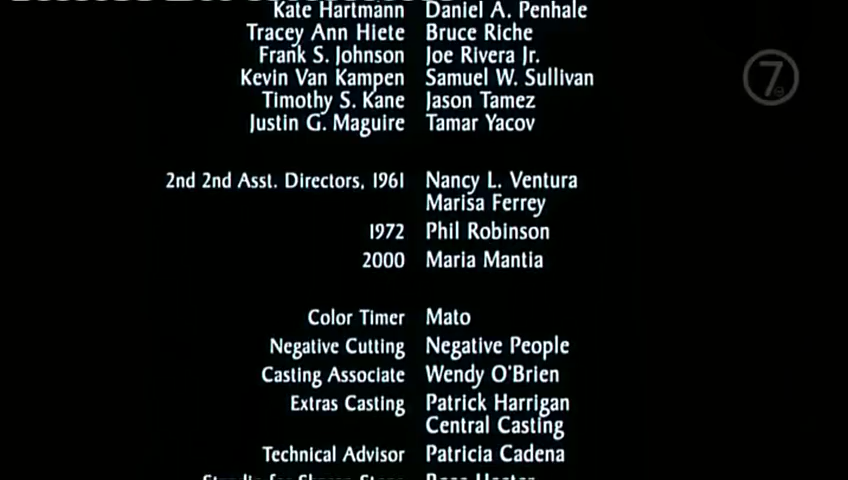 Kate Hartmann Daniel A. Penhale
Tracey Ann Hiete Bruce Riche
Frank S. Johnson Joe Rivera Jr.
Kevin Van Kampen Samuel W. Sullivan
Timothy S. Kane Jason Tamez
Justin G. Maguire Tamar Yacov
7
2nd 2nd Asst. Directors, 1961 Nancy L. Ventura
Marisa Ferrey
1972 Phil Robinson
2000 Maria Mantia
Color Timer Mato
Negative Cutting Negative People
Casting Associate Wendy O'Brien
Extras Casting Patrick Harrigan
Central Casting
Technical Advisor Patricia Cadena